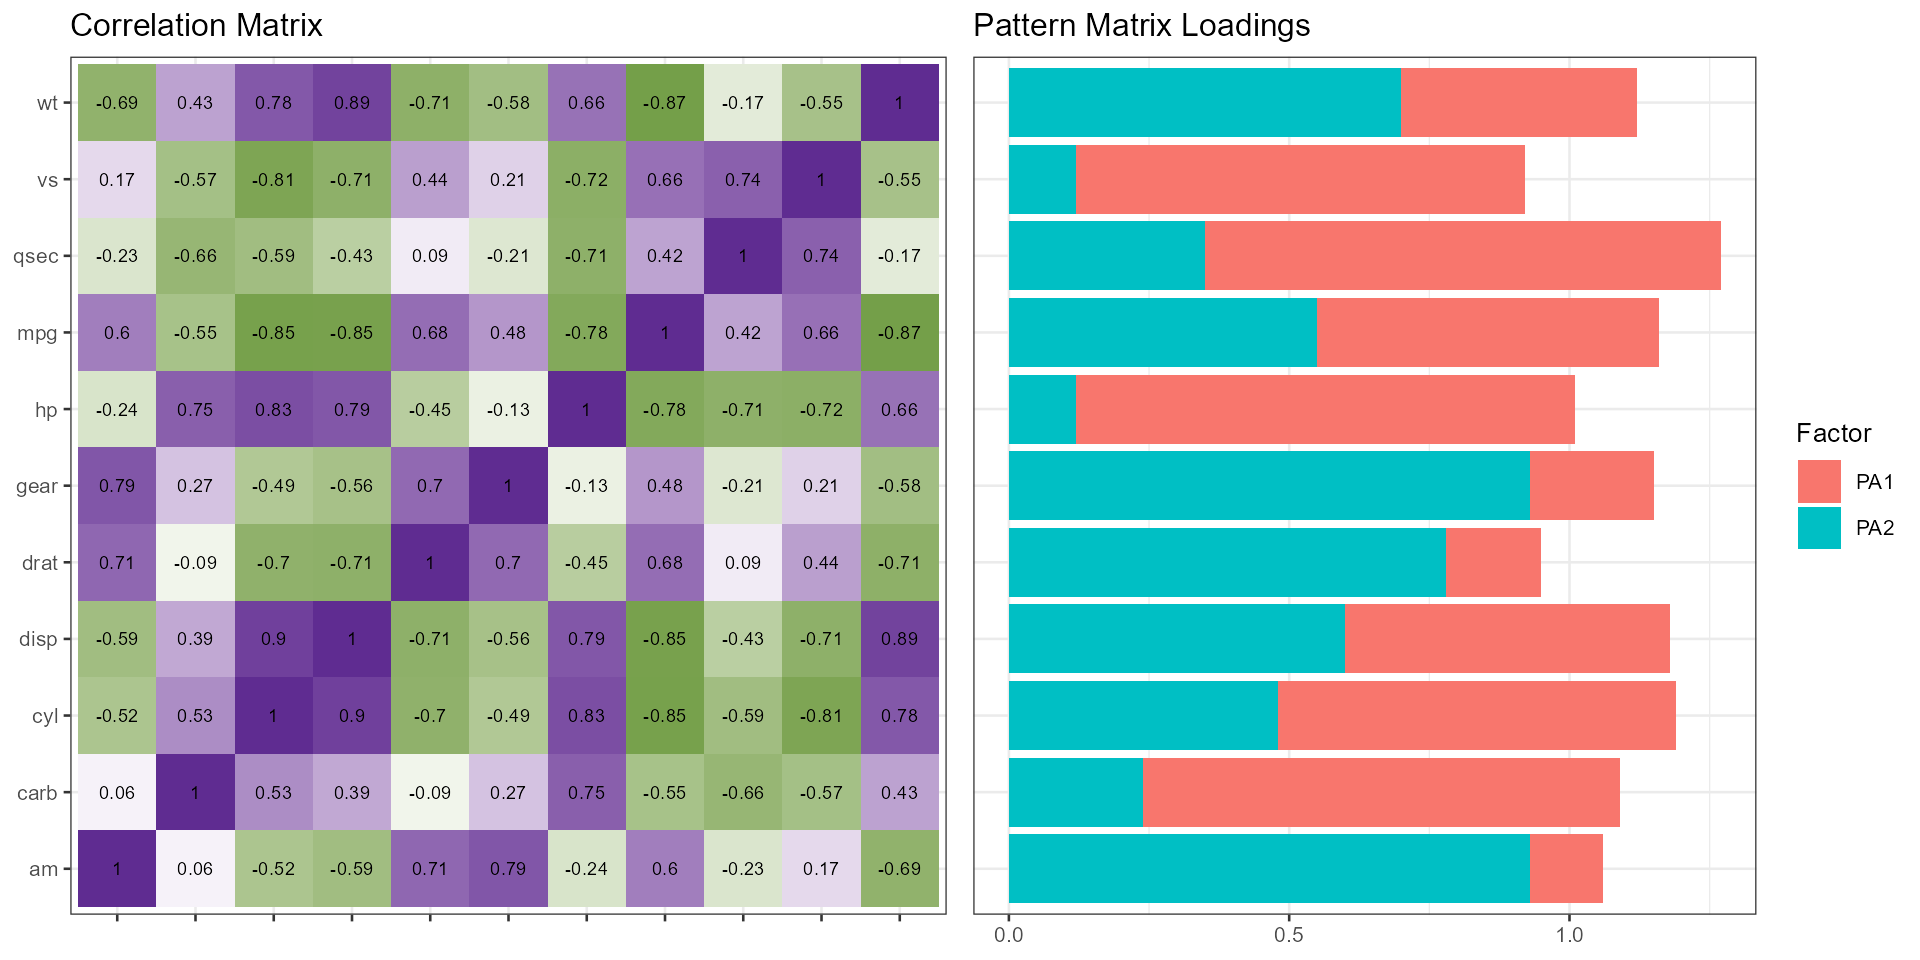 Correlation Matrix
Pattern Matrix Loadings
wt -0.69 0.43 0.78 0.89 -0.71 -0.58 0.66 -0.87 -0.17 -0.55 1
vs 0.17 -0.57 -0.81 -0.71 0.44 0.21 -0.72 0.66 0.74 1 -0.55
qsec -0.23 -0.66 -0.59 -0.43 0.09 -0.21 -0.71 0.42 1 0.74 -0.17
mpg 0.6 -0.55 -0.85 -0.85 0.68 0.48 -0.78 1 0.42 0.66 -0.87
hp -0.24 0.75 0.83 0.79 -0.45 -0.13 1 -0.78 -0.71 -0.72 0.66
gear 0.79 0.27 -0.49 -0.56 0.7 1 -0.13 0.48 -0.21 0.21 -0.58
drat 0.71 -0.09 -0.7 -0.71 1 0.7 -0.45 0.68 0.09 0.44 -0.71
disp -0.59 0.39 0.9 1 -0.71 -0.56 0.79 -0.85 -0.43 -0.71 0.89
cyl -0.52 0.53 1 0.9 -0.7 -0.49 0.83 -0.85 -0.59 -0.81 0.78
carb 0.06 1 0.53 0.39 -0.09 0.27 0.75 -0.55 -0.66 -0.57 0.43
am 1 0.06 -0.52 -0.59 0.71 0.79 -0.24 0.6 -0.23 0.17 -0.69
0.0 0.5 1.0
Factor
PA1
PA2